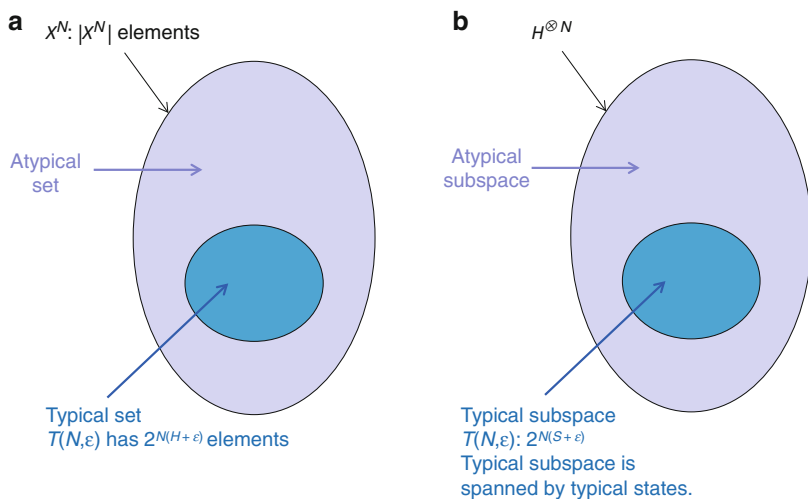 a
X^N: |X^N| elements
Atypical
set
Typical set
T(N,ε) has 2^{N(H+ε)} elements
b
H^{⊗N}
Atypical
subspace
Typical subspace
T(N,ε): 2^{N(S+ε)}
Typical subspace is
spanned by typical states.